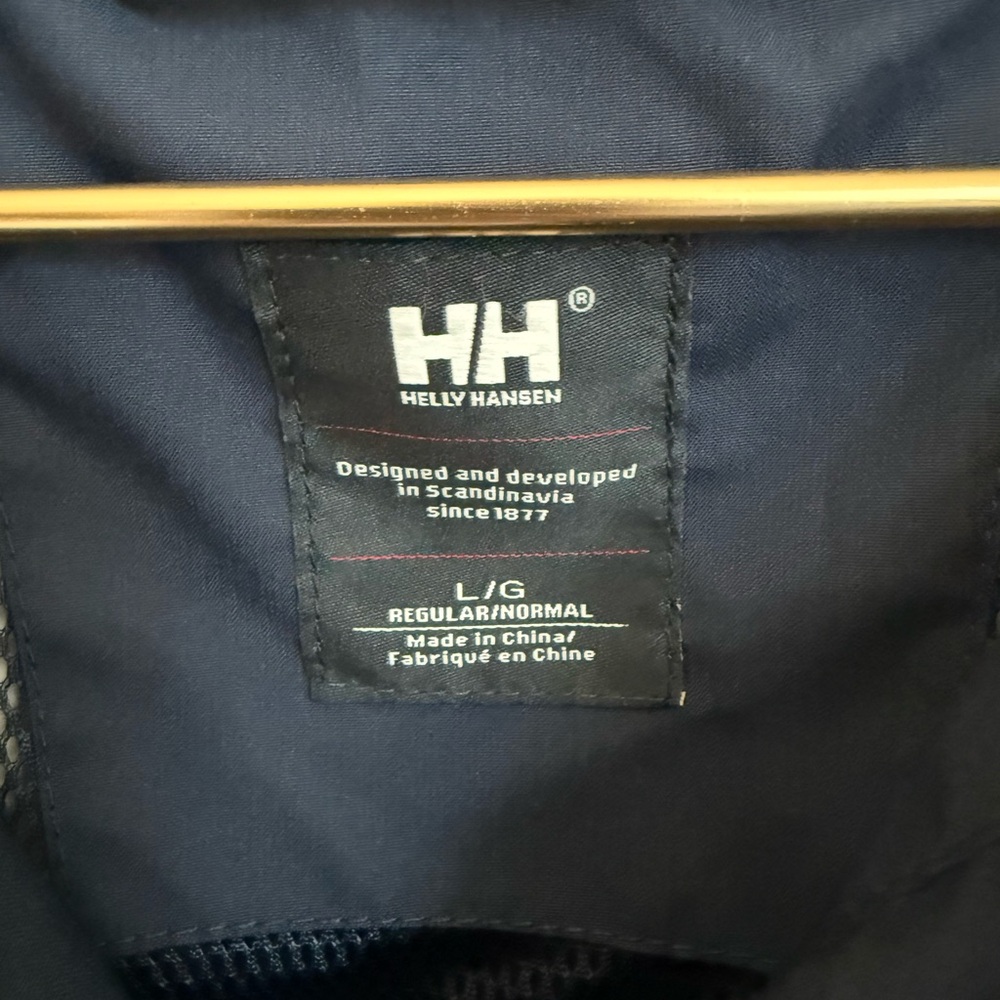 HH®
HELLY HANSEN
Designed and developed
in Scandinavia
since 1877
L/G
REGULAR/NORMAL
Made in China/
Fabriqué en Chine